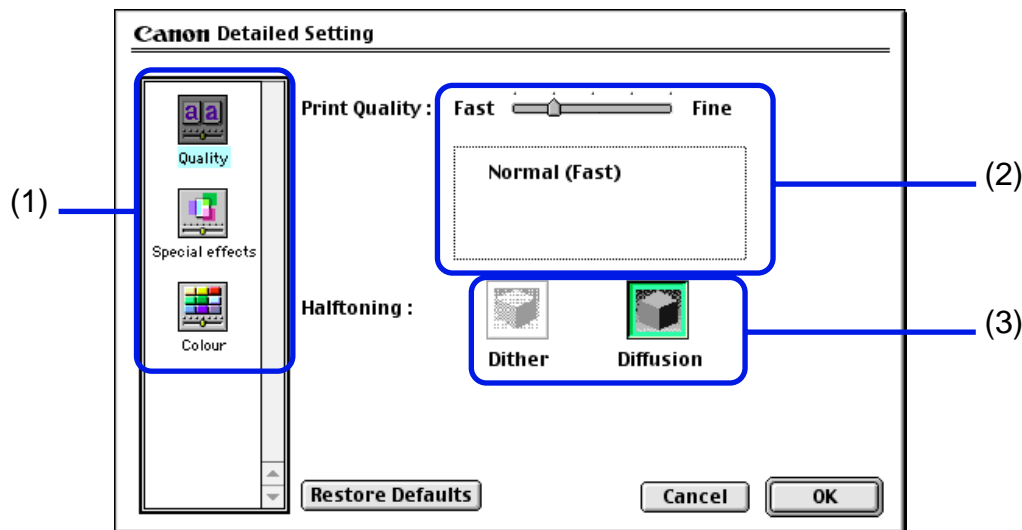 Canon Detailed Setting
(1)
a a
Quality
Special effects
Colour
Print Quality : Fast Fine
Normal (Fast)
(2)
Halftoning :
Dither Diffusion
(3)
Restore Defaults Cancel OK